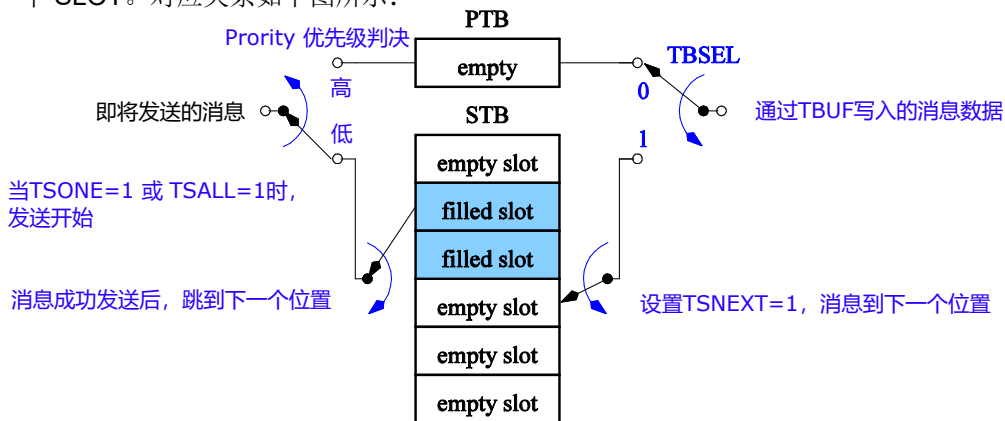 个 SLOT。对应关系如下图所示：
PTB
Prority 优先级判决
empty
TBSEL
高
0
即将发送的消息
STB
通过TBUF写入的消息数据
低
1
empty slot
当TSONE=1 或 TSALL=1时，
发送开始
filled slot
filled slot
消息成功发送后，跳到下一个位置
empty slot
设置TSNEXT=1，消息到下一个位置
empty slot
empty slot